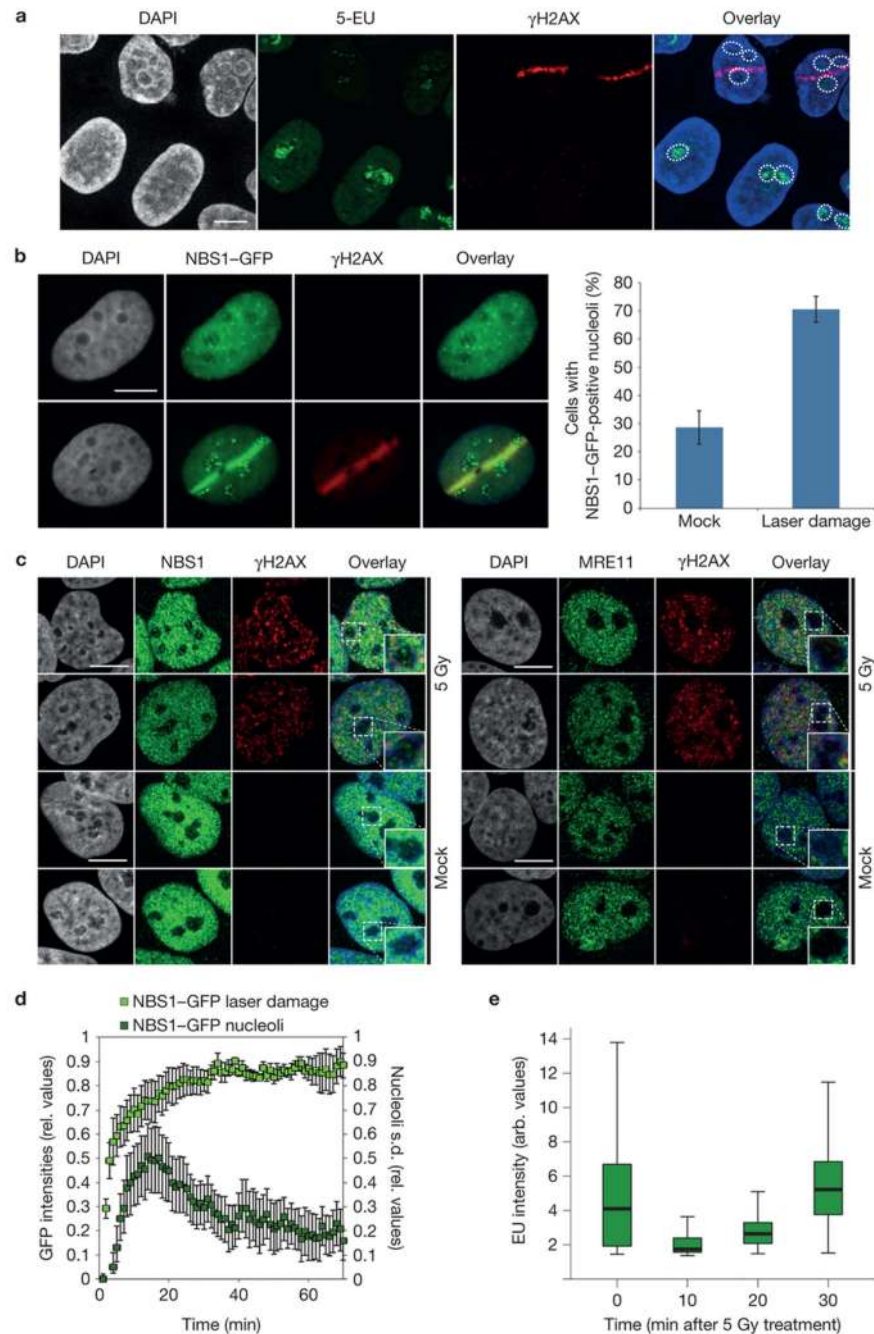 a
DAPI 5-EU γH2AX Overlay
b
DAPI NBS1–GFP γH2AX Overlay
Cells with
NBS1–GFP-positive nucleoli (%)
80
70
60
50
40
30
20
10
0
Mock Laser damage
c
DAPI NBS1 γH2AX Overlay
5 Gy
Mock
DAPI MRE11 γH2AX Overlay
5 Gy
Mock
d
NBS1–GFP laser damage
NBS1–GFP nucleoli
GFP intensities (rel. values)
1
0.9
0.8
0.7
0.6
0.5
0.4
0.3
0.2
0.1
0
1
0.9
0.8
0.7
0.6
0.5
0.4
0.3
0.2
0.1
0
Nucleoli s.d. (rel. values)
0 20 40 60
Time (min)
e
EU intensity (arb. values)
14
12
10
8
6
4
2
0 10 20 30
Time (min after 5 Gy treatment)